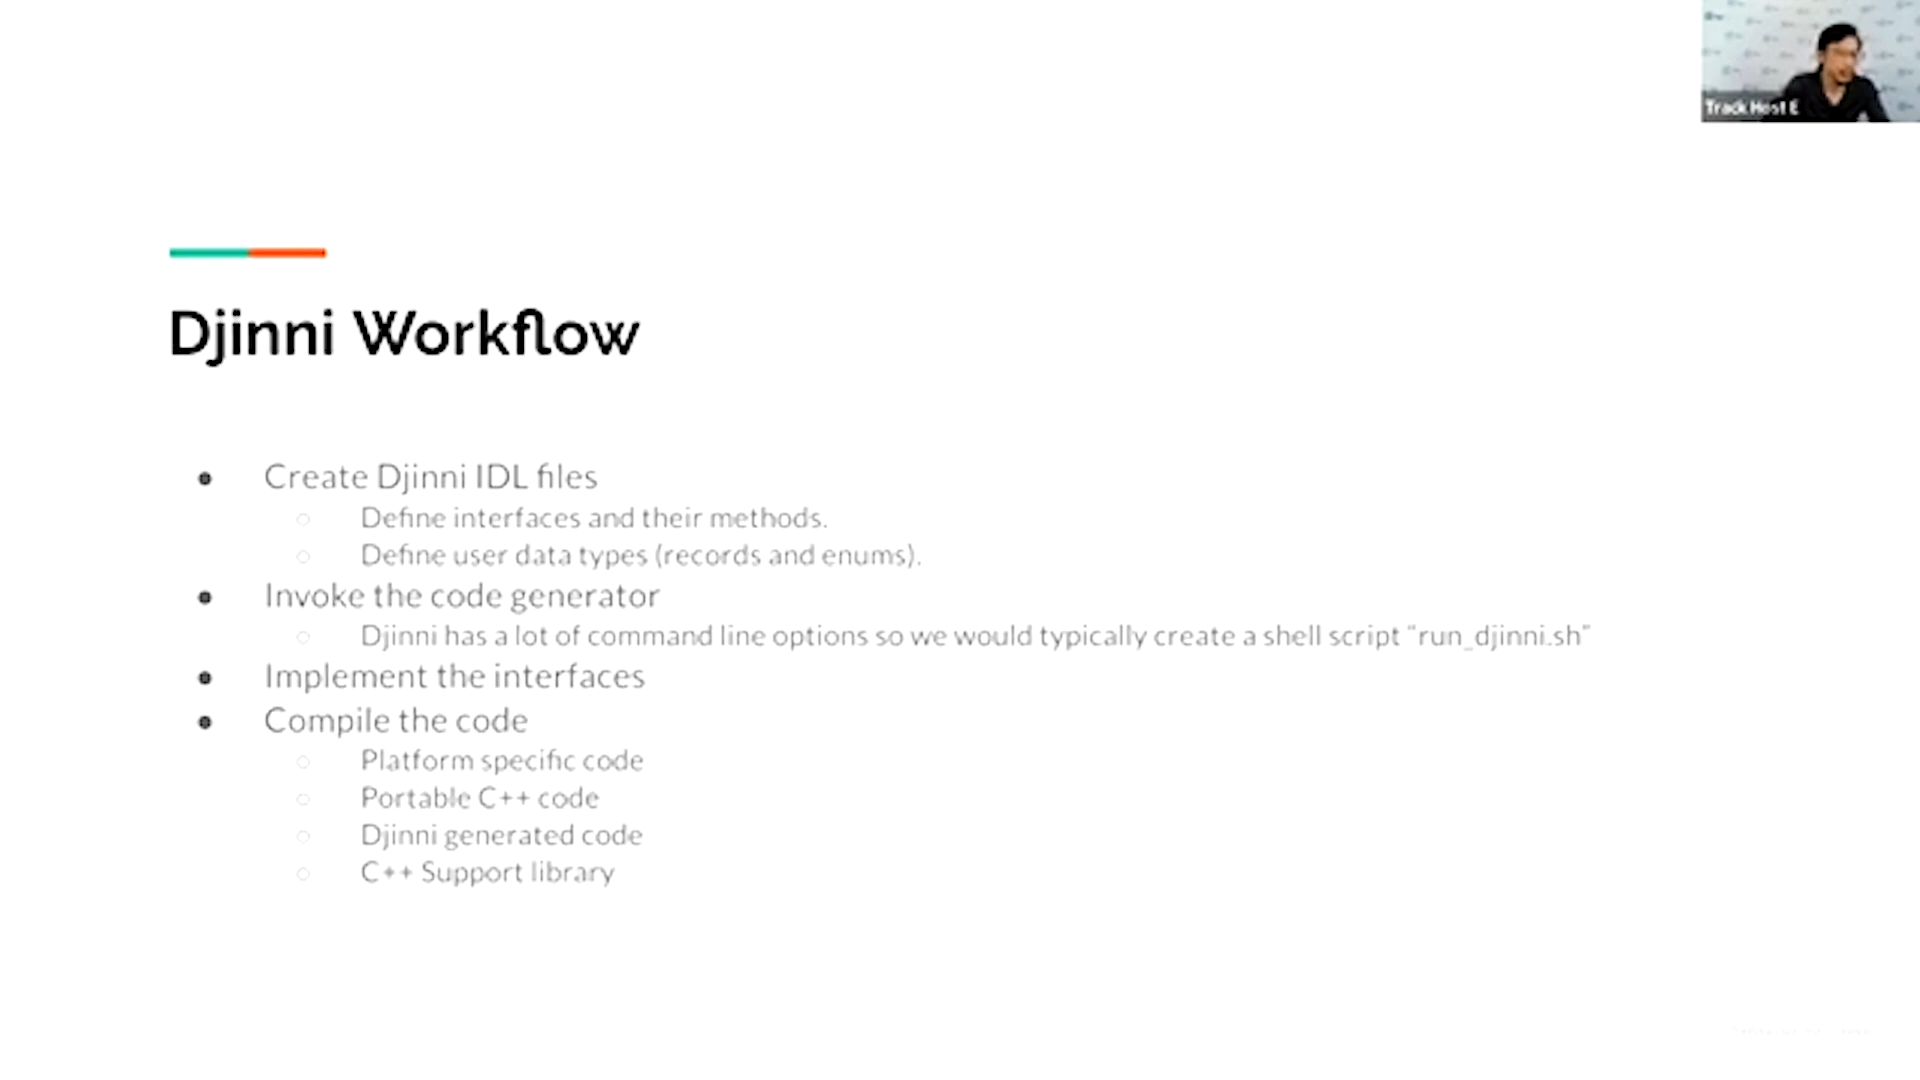 Track Host E
Djinni Workflow
● Create Djinni IDL files
○ Define interfaces and their methods.
○ Define user data types (records and enums).
● Invoke the code generator
○ Djinni has a lot of command line options so we would typically create a shell script "run_djinni.sh"
● Implement the interfaces
● Compile the code
○ Platform specific code
○ Portable C++ code
○ Djinni generated code
○ C++ Support library